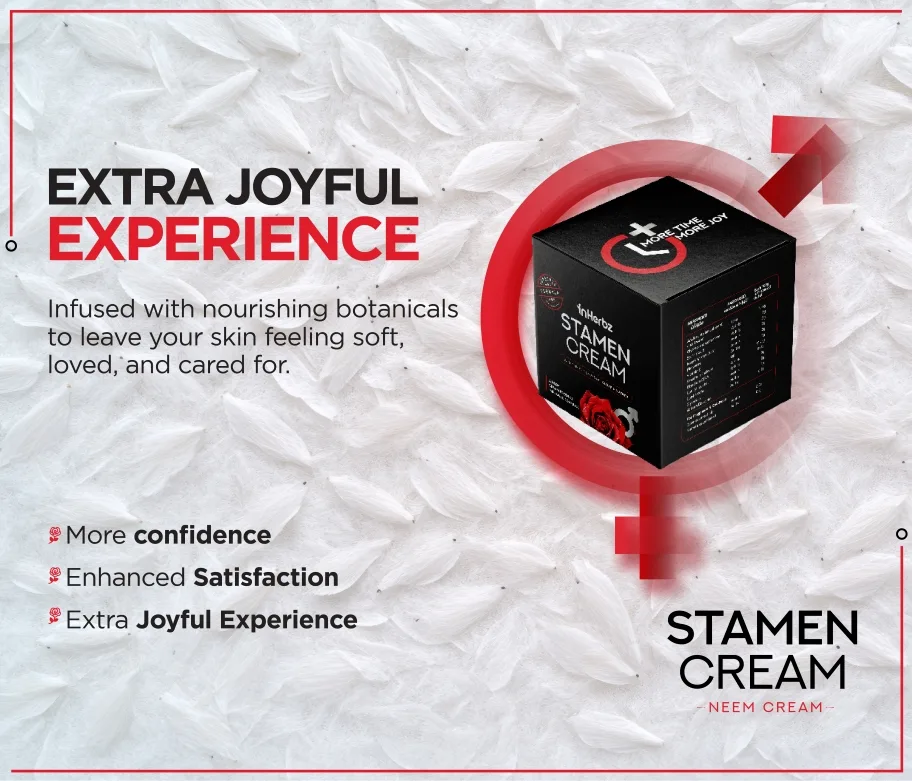 EXTRA JOYFUL
EXPERIENCE
Infused with nourishing botanicals
to leave your skin feeling soft,
loved, and cared for.
MORE TIME
MORE JOY
inHerbz
STAMEN
CREAM
More confidence
Enhanced Satisfaction
Extra Joyful Experience
STAMEN
CREAM
NEEM CREAM